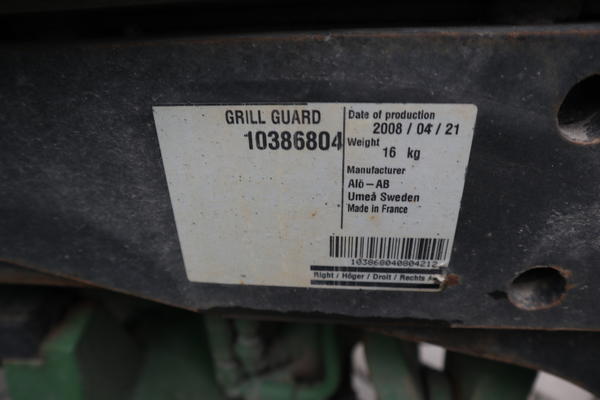 GRILL GUARD
10386804
Date of production
2008 / 04 / 21
Weight
16 kg
Manufacturer
Alö-AB
Umeå Sweden
Made in France
103868040804212
Right / Höger / Droit / Rechts